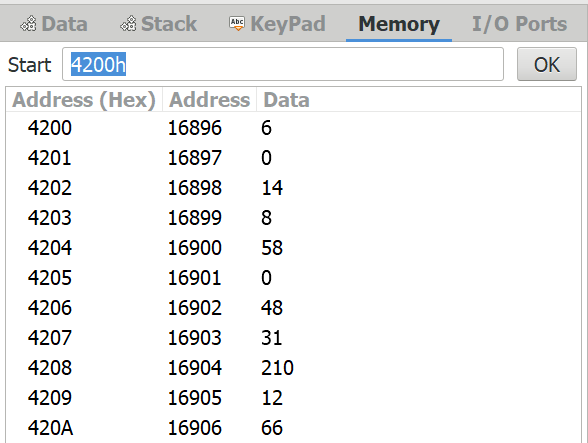 Data Stack Abc KeyPad Memory I/O Ports
Start 4200h OK
Address (Hex) Address Data
4200 16896 6
4201 16897 0
4202 16898 14
4203 16899 8
4204 16900 58
4205 16901 0
4206 16902 48
4207 16903 31
4208 16904 210
4209 16905 12
420A 16906 66